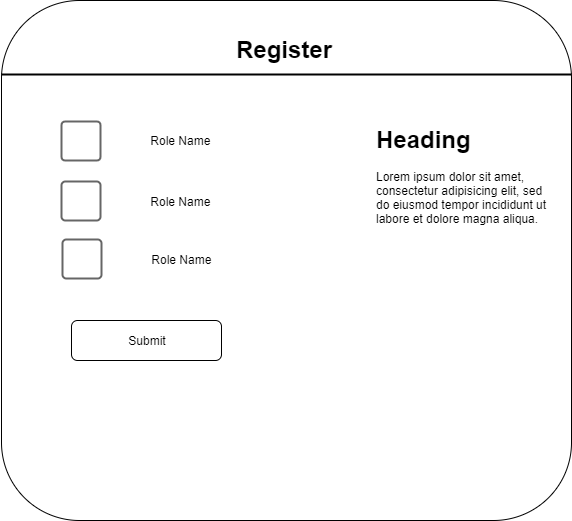 Register
Role Name
Role Name
Role Name
Submit
Heading
Lorem ipsum dolor sit amet,
consectetur adipisicing elit, sed
do eiusmod tempor incididunt ut
labore et dolore magna aliqua.